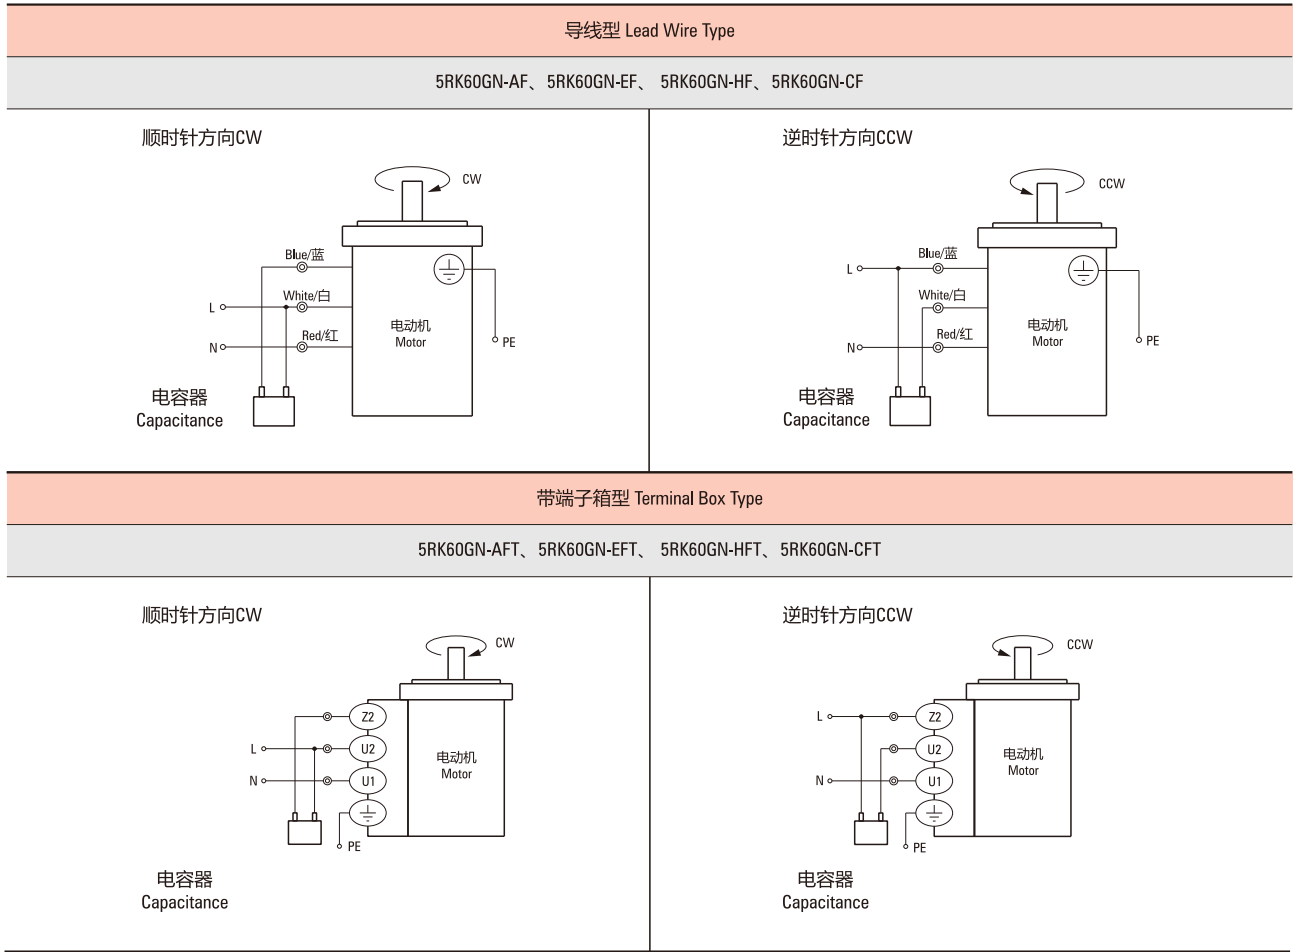 导线型 Lead Wire Type
5RK60GN-AF、5RK60GN-EF、 5RK60GN-HF、5RK60GN-CF
顺时针方向CW
CW
Blue/蓝
White/白
L
Red/红
N
电动机
Motor
PE
电容器
Capacitance
逆时针方向CCW
CCW
Blue/蓝
L
White/白
Red/红
N
电动机
Motor
PE
电容器
Capacitance
带端子箱型 Terminal Box Type
5RK60GN-AFT、5RK60GN-EFT、 5RK60GN-HFT、5RK60GN-CFT
顺时针方向CW
CW
Z2
L
U2
N
U1
电动机
Motor
PE
电容器
Capacitance
逆时针方向CCW
CCW
L
Z2
U2
N
U1
电动机
Motor
PE
电容器
Capacitance